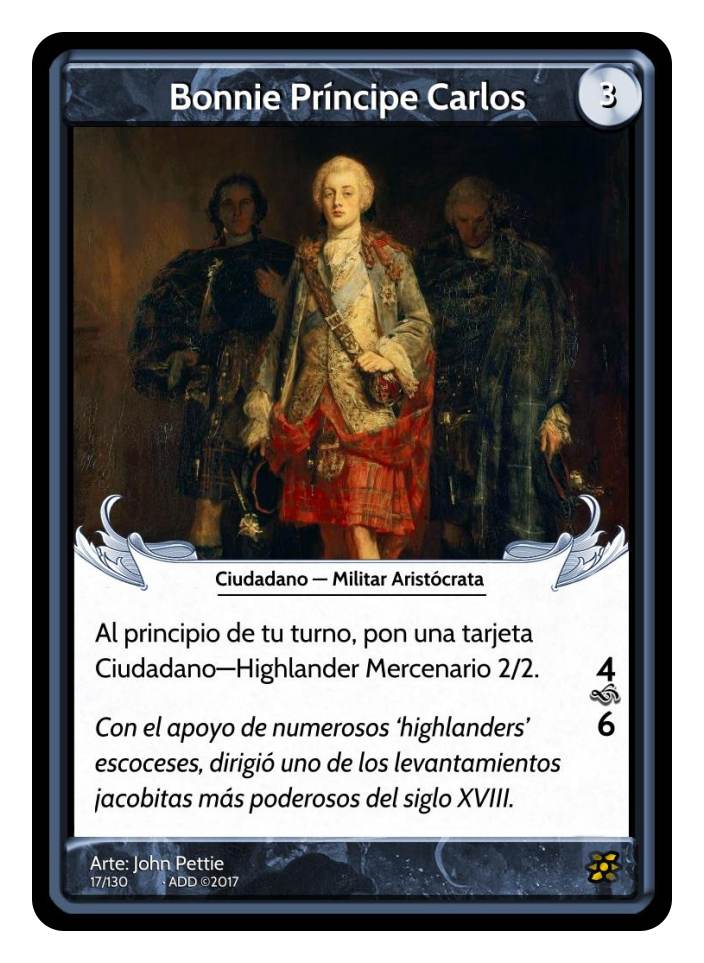 Bonnie Príncipe Carlos
3
Ciudadano — Militar Aristócrata
Al principio de tu turno, pon una tarjeta
Ciudadano—Highlander Mercenario 2/2.
4
6
Con el apoyo de numerosos ‘highlanders’
escoceses, dirigió uno de los levantamientos
jacobitas más poderosos del siglo XVIII.
Arte: John Pettie
17/130 · ADD ©2017